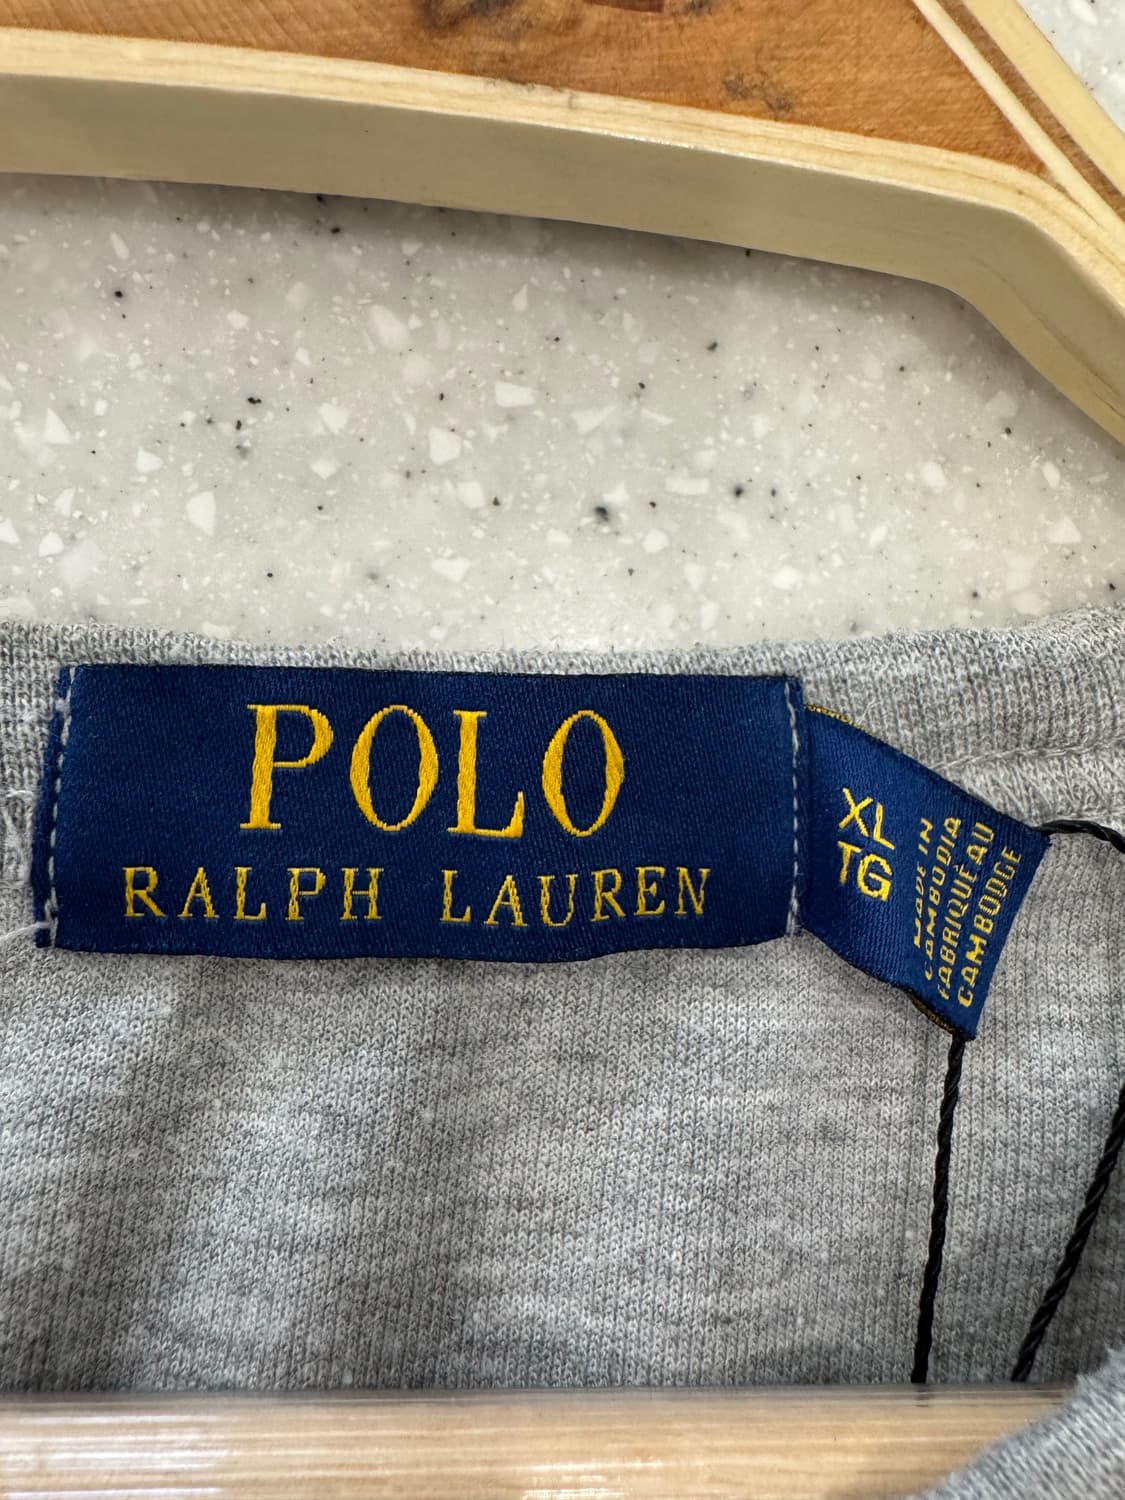 POLO
RALPH LAUREN
XL
TG
MADE IN
CAMBODIA
FABRIQUÉ AU
CAMBODGE